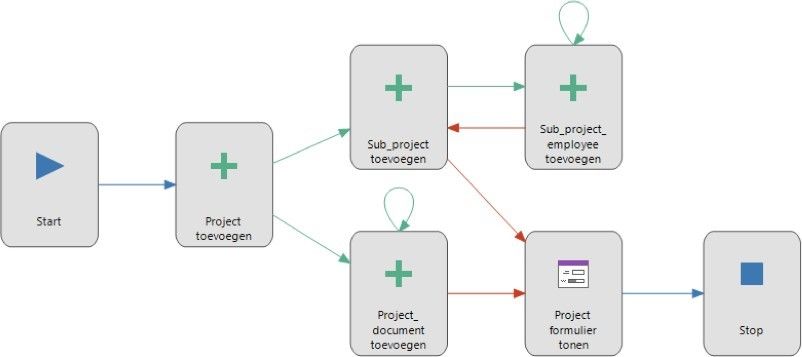 Start
Project
toevoegen
Sub_project
toevoegen
Sub_project_
employee
toevoegen
Project_
document
toevoegen
Project
formulier
tonen
Stop